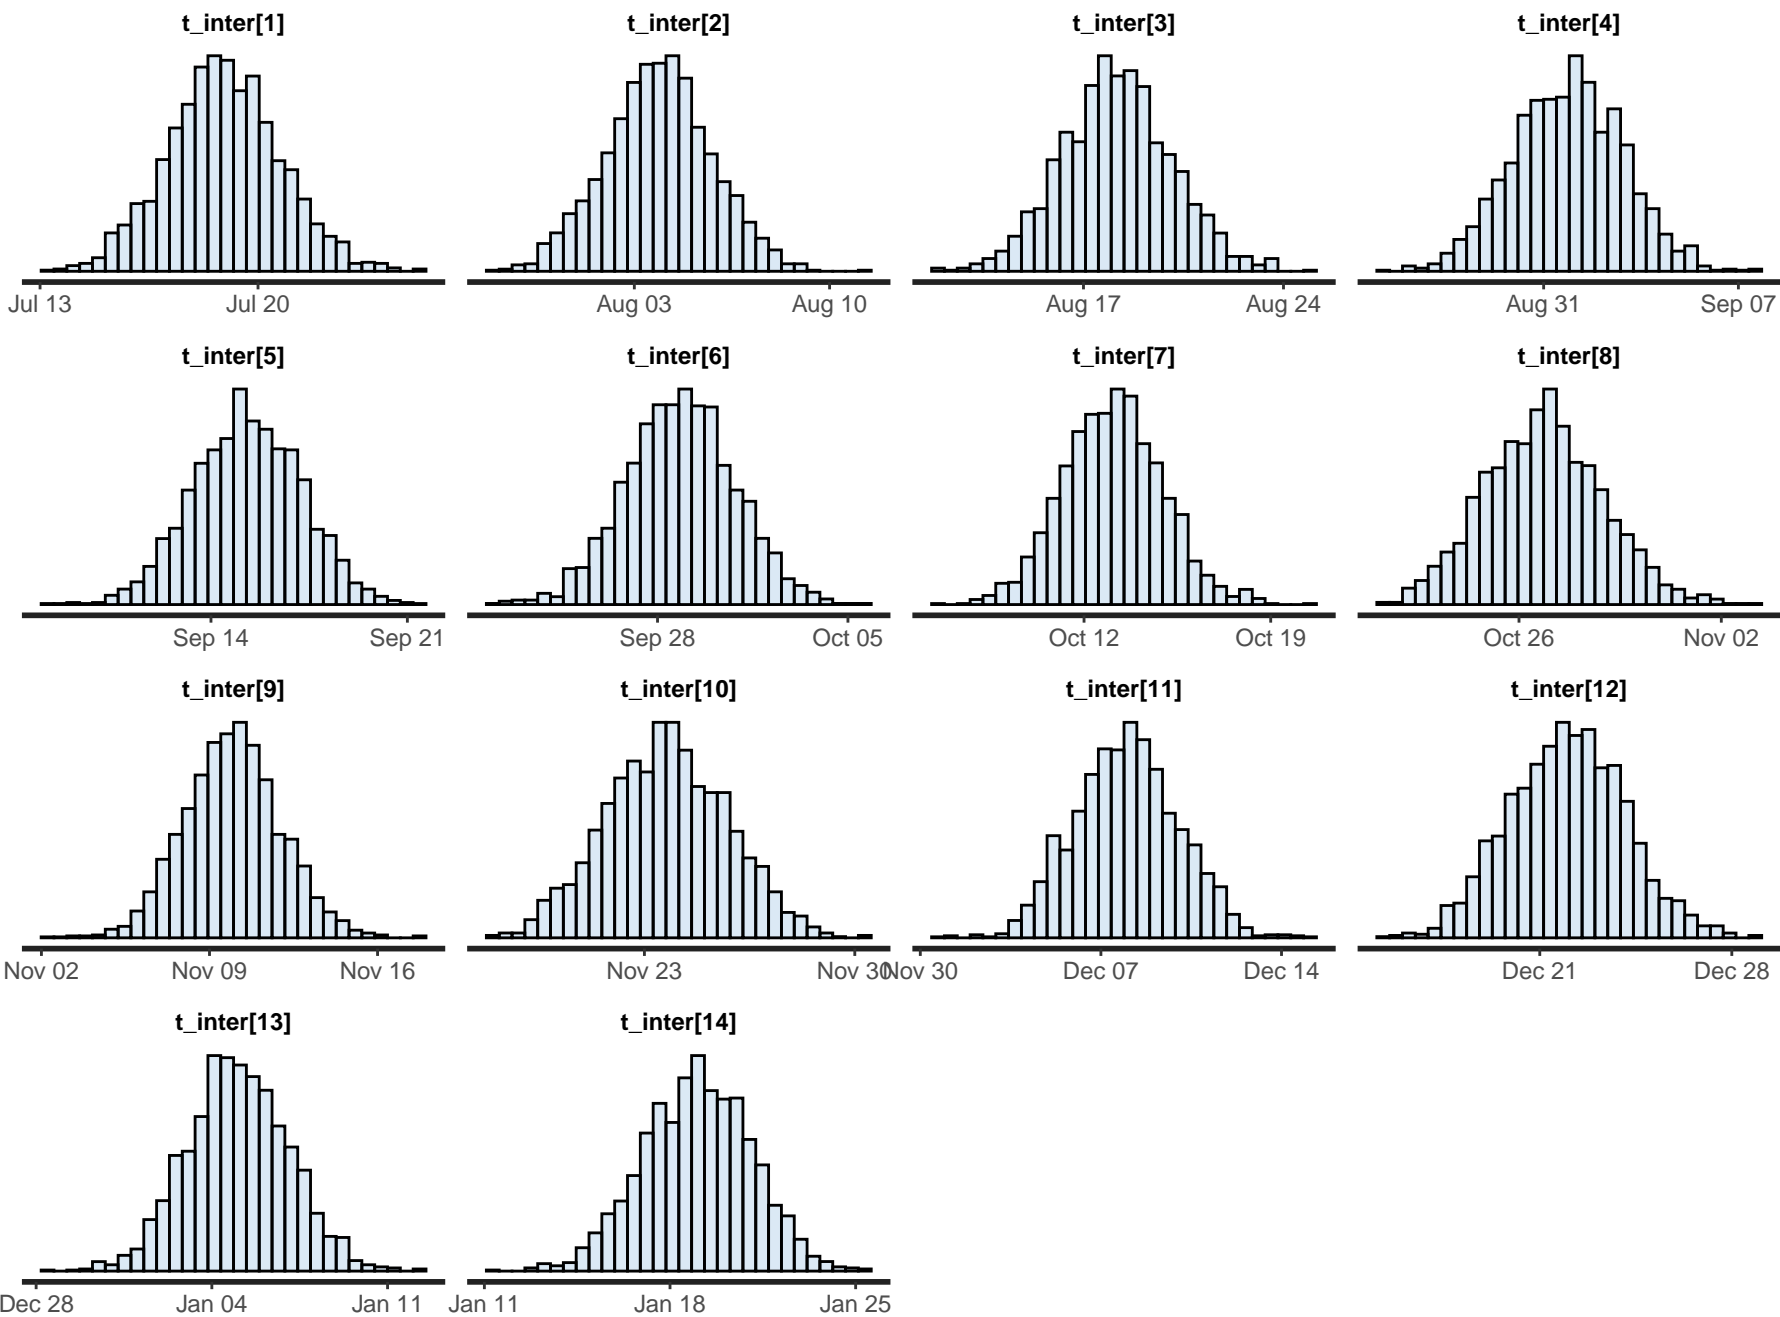 t_inter[1] t_inter[2] t_inter[3] t_inter[4]
Jul 13 Jul 20 Aug 03 Aug 10 Aug 17 Aug 24 Aug 31 Sep 07
t_inter[5] t_inter[6] t_inter[7] t_inter[8]
Sep 14 Sep 21 Sep 28 Oct 05 Oct 12 Oct 19 Oct 26 Nov 02
t_inter[9] t_inter[10] t_inter[11] t_inter[12]
Nov 02 Nov 09 Nov 16 Nov 23 Nov 30 Nov 30 Dec 07 Dec 14 Dec 21 Dec 28
t_inter[13] t_inter[14]
Dec 28 Jan 04 Jan 11 Jan 11 Jan 18 Jan 25